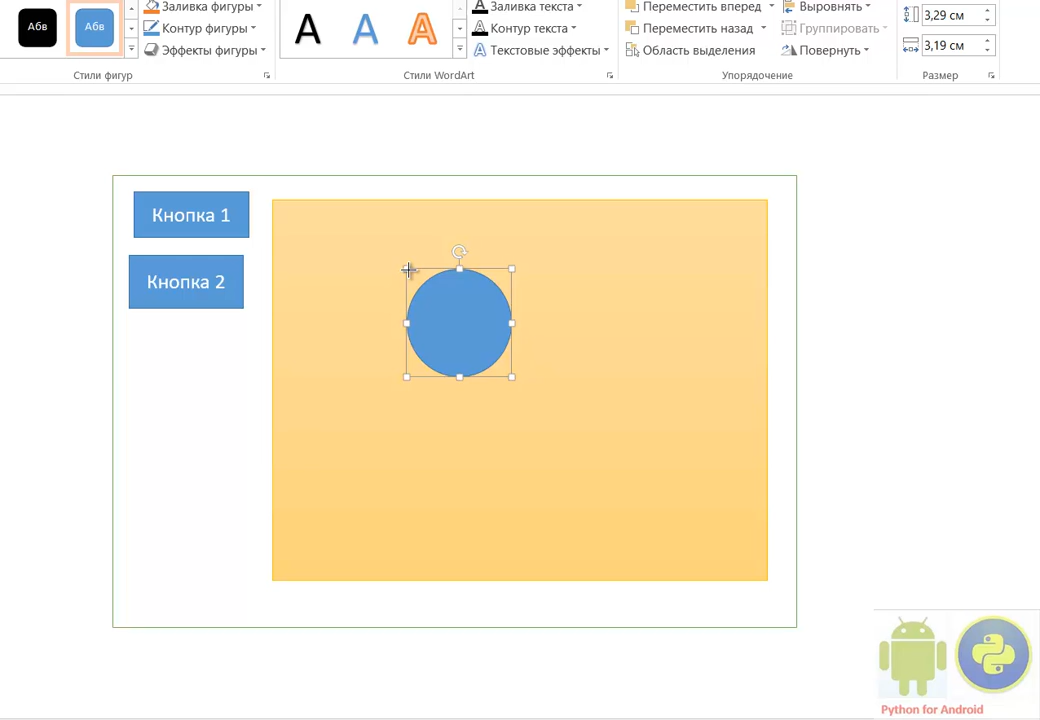 Абв
Абв
Заливка фигуры
Контур фигуры
Эффекты фигуры
Стили фигур
А
А
А
Заливка текста
Контур текста
Текстовые эффекты
Стили WordArt
Переместить вперед
Переместить назад
Область выделения
Выровнять
Группировать
Повернуть
Упорядочение
3,29 см
3,19 см
Размер
Кнопка 1
Кнопка 2
Python for Android